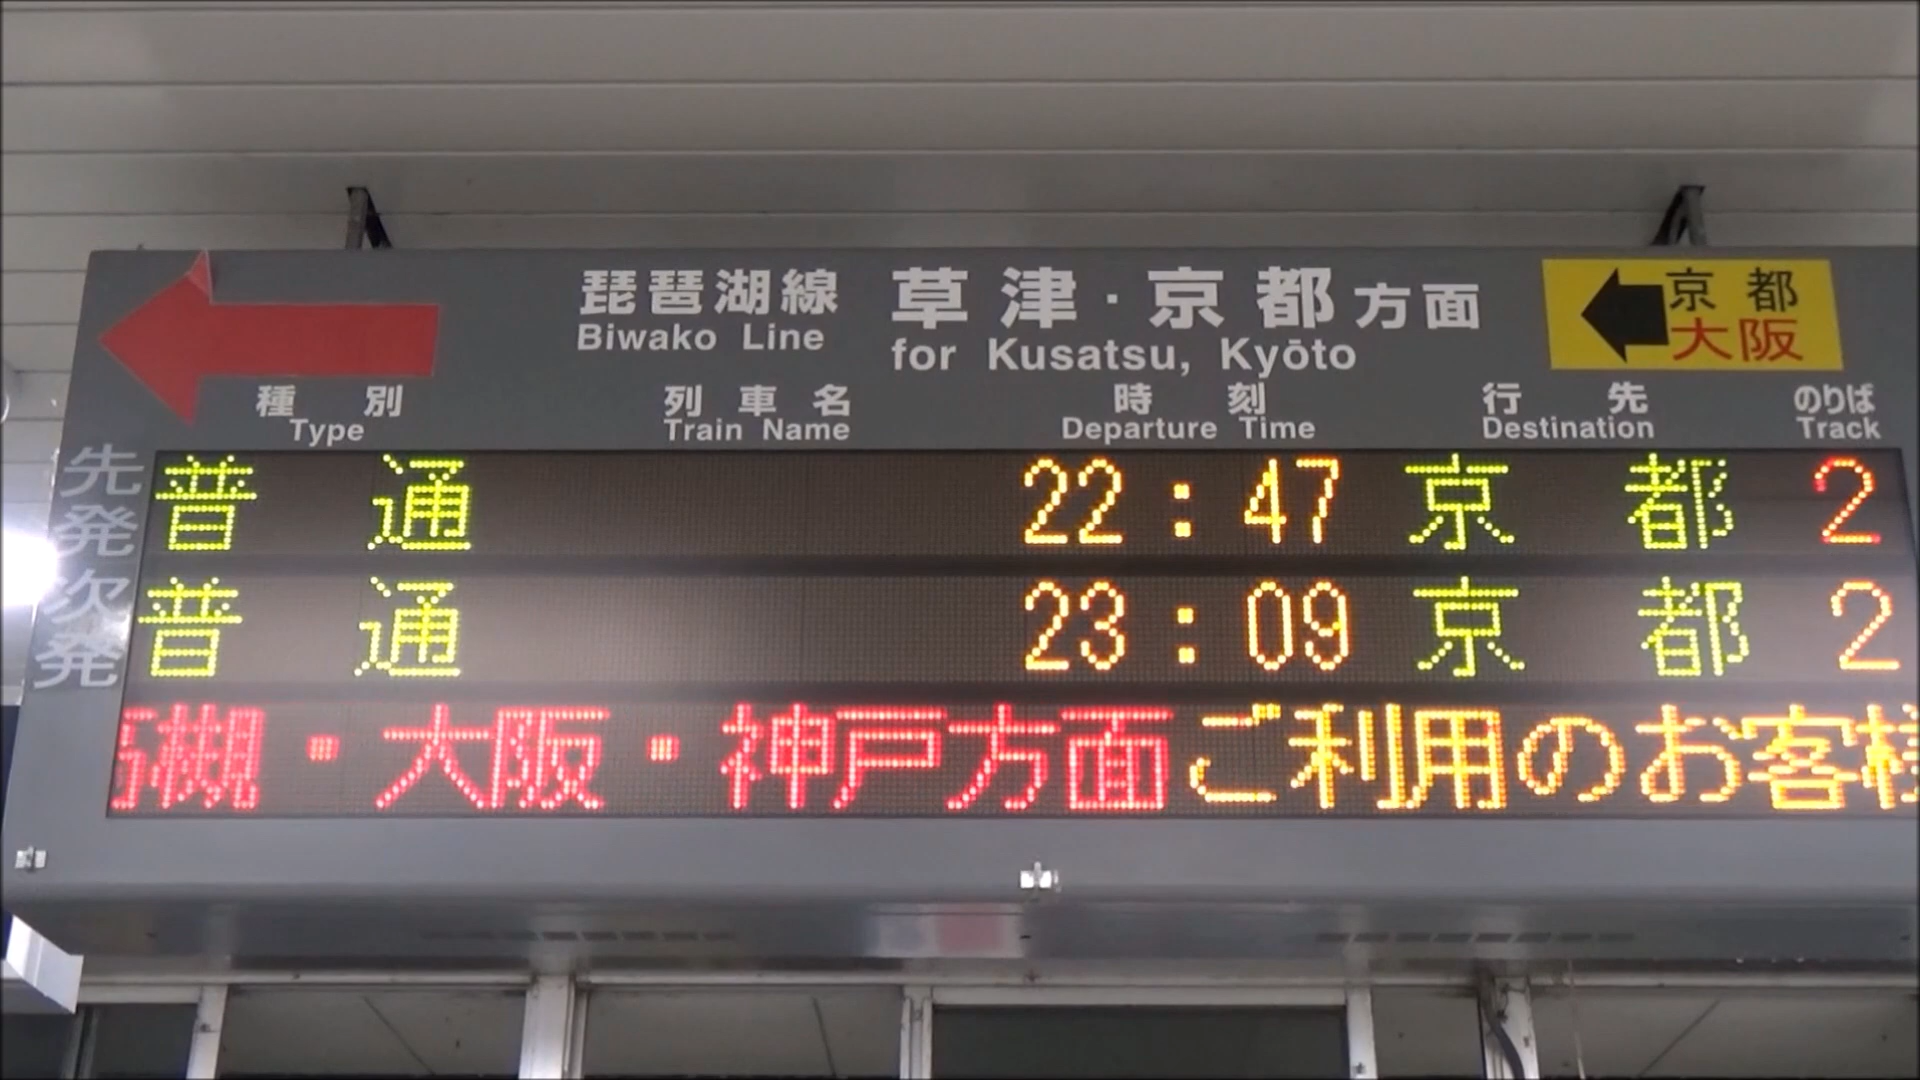 琵琶湖線 草津・京都方面
Biwako Line for Kusatsu, Kyōto
京都
大阪
種別 列車名 時刻 行先 のりば
Type Train Name Departure Time Destination Track
先発 普通 22:47 京都 2
次発 普通 23:09 京都 2
槻・大阪・神戸方面ご利用のお客様